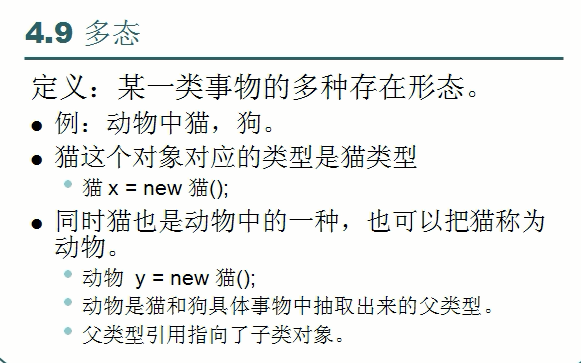 4.9 多态
定义：某一类事物的多种存在形态。
例：动物中猫，狗。
猫这个对象对应的类型是猫类型
猫 x = new 猫();
同时猫也是动物中的一种，也可以把猫称为
动物。
动物 y = new 猫();
动物是猫和狗具体事物中抽取出来的父类型。
父类型引用指向了子类对象。